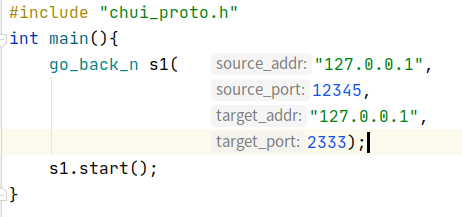 #include "chui_proto.h"
int main(){
    go_back_n s1( source_addr: "127.0.0.1",
                  source_port: 12345,
                  target_addr: "127.0.0.1",
                  target_port: 2333);
    s1.start();
}